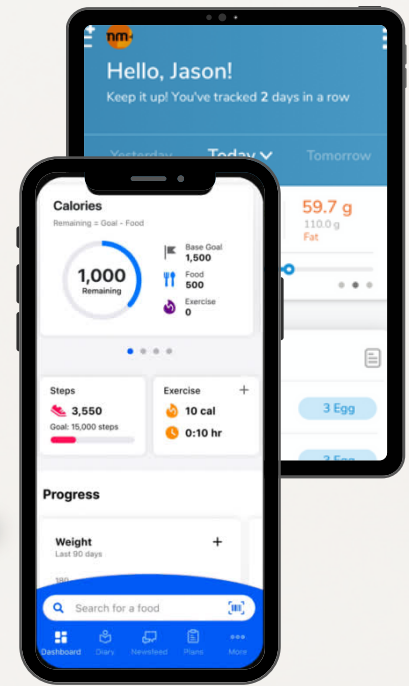 nm
Hello, Jason!
Keep it up! You've tracked 2 days in a row
Yesterday
Today
Tomorrow
59.7 g
110.0 g
Fat
3 Egg
3 Egg
Calories
Remaining = Goal - Food
1,000
Remaining
Base Goal
1,500
Food
500
Exercise
0
Steps
3,550
Goal: 15,000 steps
Exercise
+
10 cal
0:10 hr
Progress
Weight
+
Last 90 days
Search for a food
Dashboard
Diary
Newsfeed
Plans
More